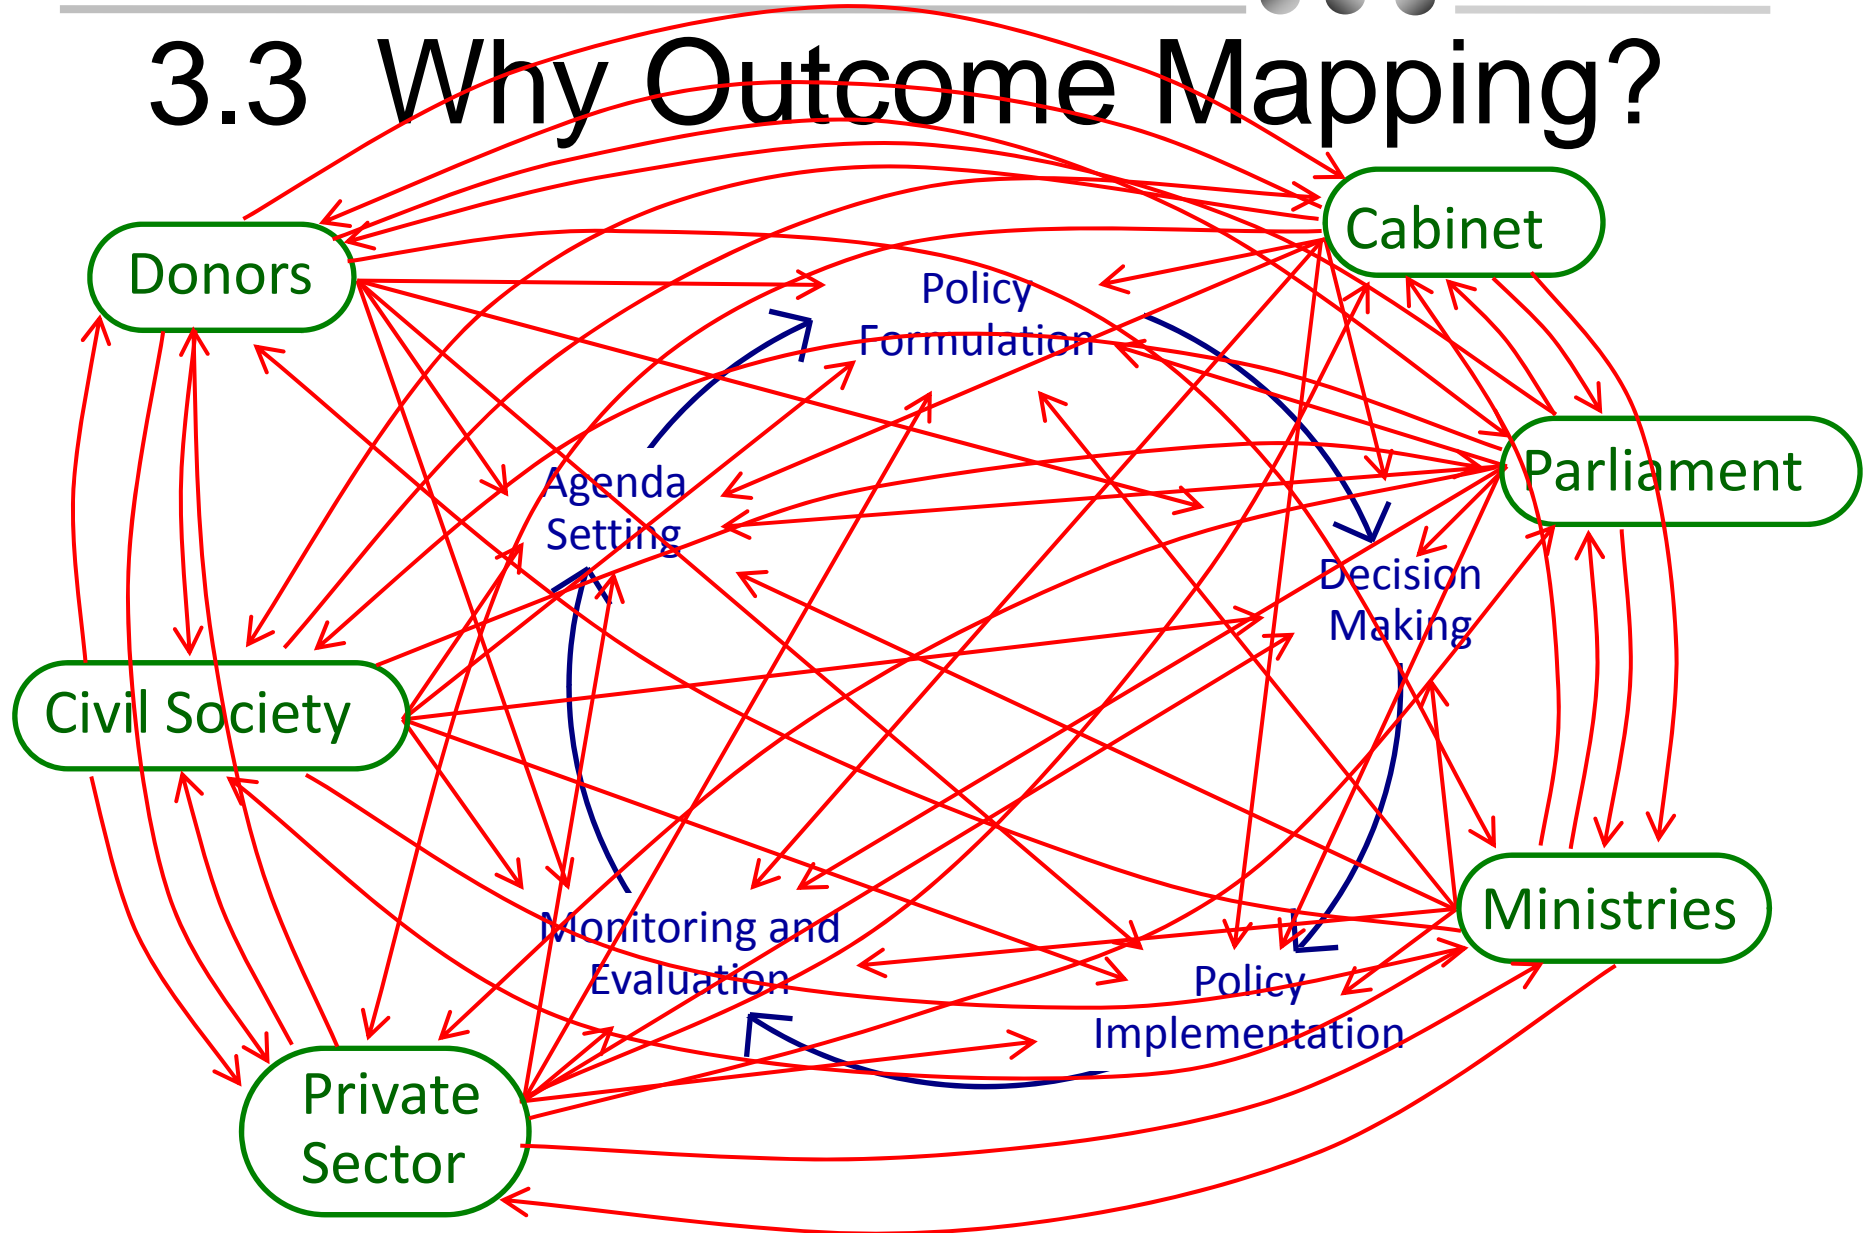 3.3 Why Outcome Mapping?
Cabinet
Donors
Policy
Formulation
Parliament
Agenda
Setting
Decision
Making
Civil Society
Ministries
Monitoring and
Evaluation
Policy
Implementation
Private
Sector